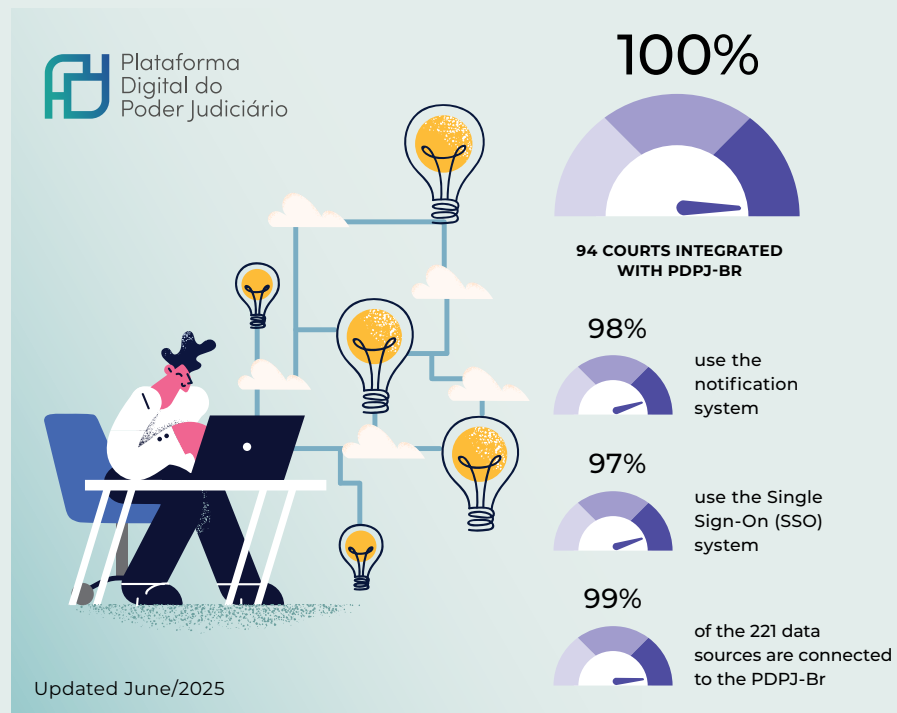 Plataforma
Digital do
Poder Judiciário
100%
94 COURTS INTEGRATED
WITH PDPJ-BR
98%
use the
notification
system
97%
use the Single
Sign-On (SSO)
system
99%
of the 221 data
sources are connected
to the PDPJ-Br
Updated June/2025